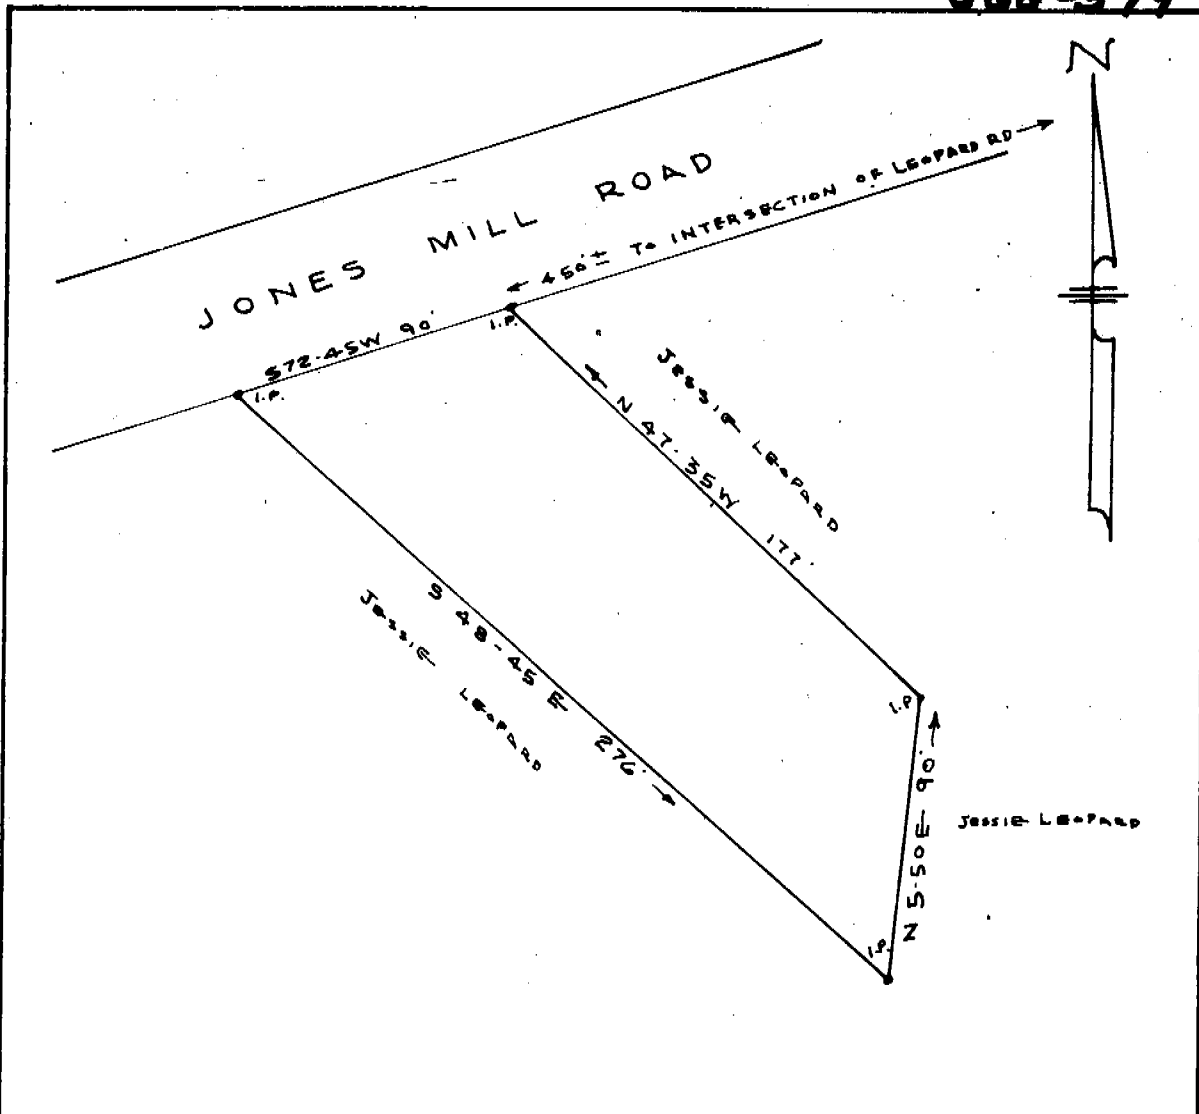 N
JONES MILL ROAD
450'± TO INTERSECTION OF LEOPARD RD
S72-45W 90'
I.P.
I.P.
JESSIE LEOPARD
N 47-35W 177'
S 48-45 E 276'
JESSIE LEOPARD
I.P
N 5-50E 90'
JESSIE LEOPARD
I.P.